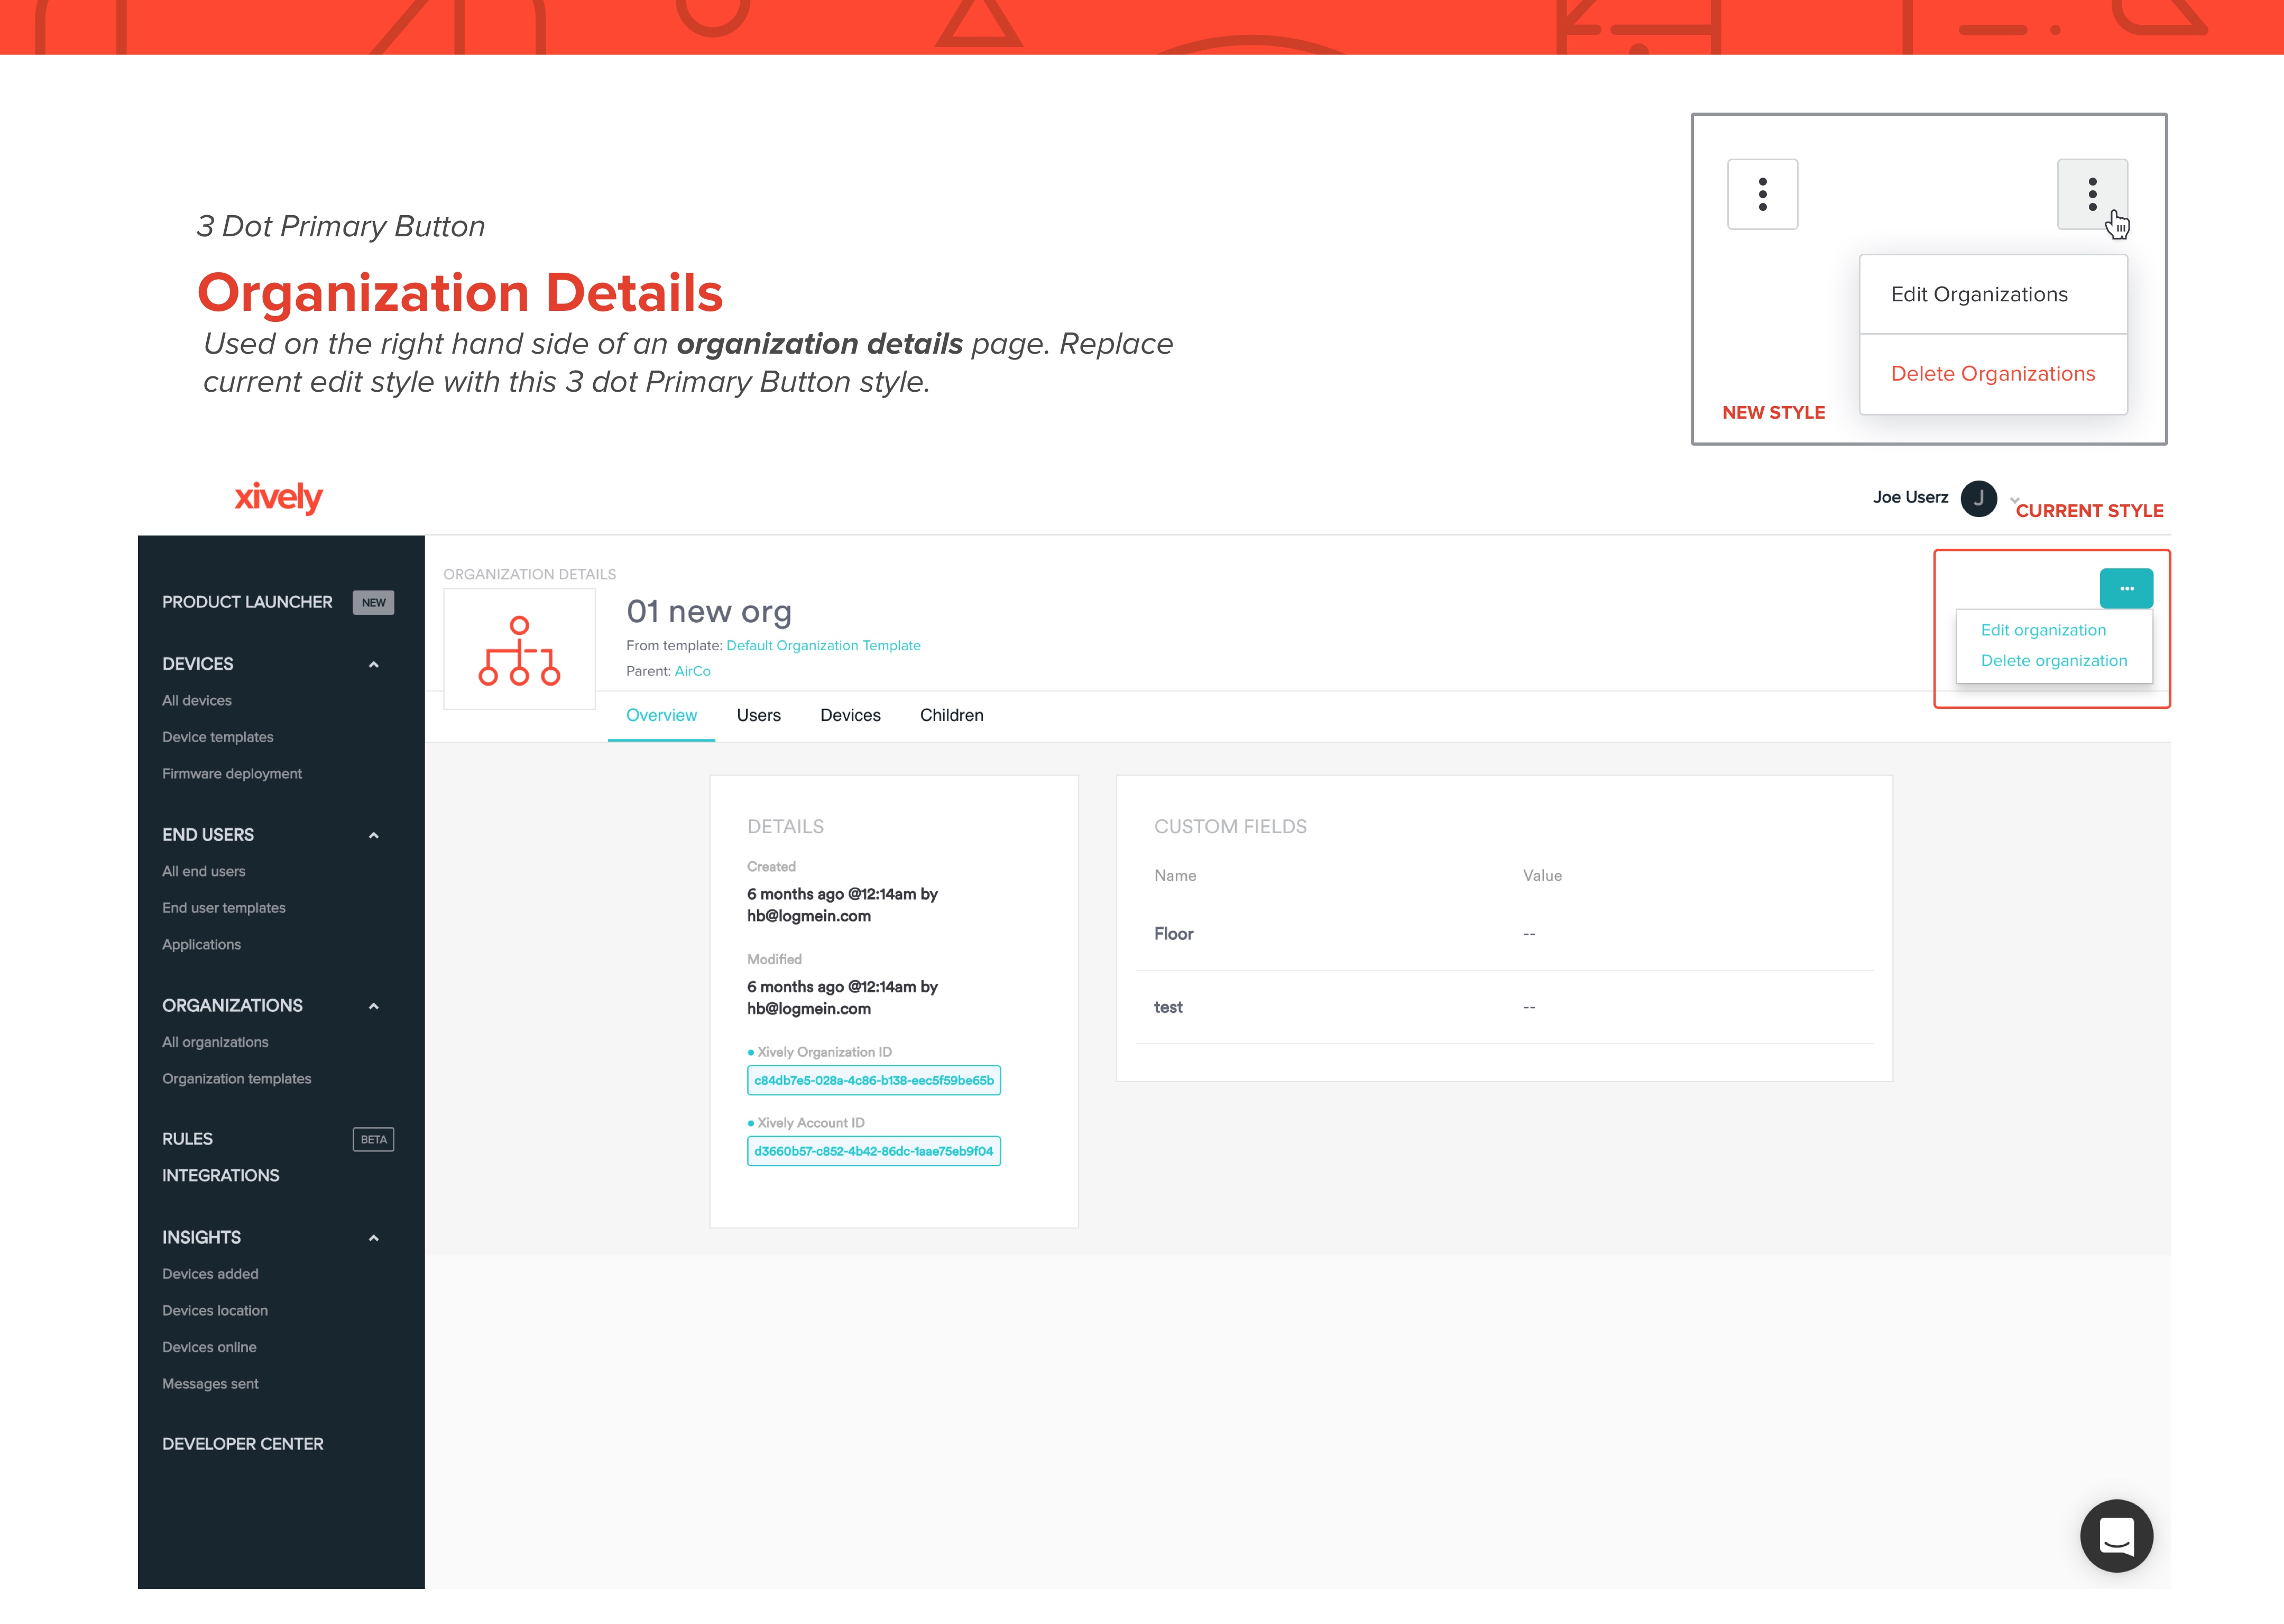 3 Dot Primary Button
Organization Details
Used on the right hand side of an organization details page. Replace
current edit style with this 3 dot Primary Button style.
Edit Organizations
Delete Organizations
NEW STYLE
xively
Joe Userz
J
CURRENT STYLE
PRODUCT LAUNCHER NEW
DEVICES
All devices
Device templates
Firmware deployment
END USERS
All end users
End user templates
Applications
ORGANIZATIONS
All organizations
Organization templates
RULES BETA
INTEGRATIONS
INSIGHTS
Devices added
Devices location
Devices online
Messages sent
DEVELOPER CENTER
ORGANIZATION DETAILS
01 new org
From template: Default Organization Template
Parent: AirCo
Edit organization
Delete organization
Overview Users Devices Children
DETAILS
Created
6 months ago @12:14am by
hb@logmein.com
Modified
6 months ago @12:14am by
hb@logmein.com
Xively Organization ID
c84db7e5-028a-4c86-b138-eec5f59be65b
Xively Account ID
d3660b57-c852-4b42-86dc-1aae75eb9f04
CUSTOM FIELDS
Name Value
Floor --
test --